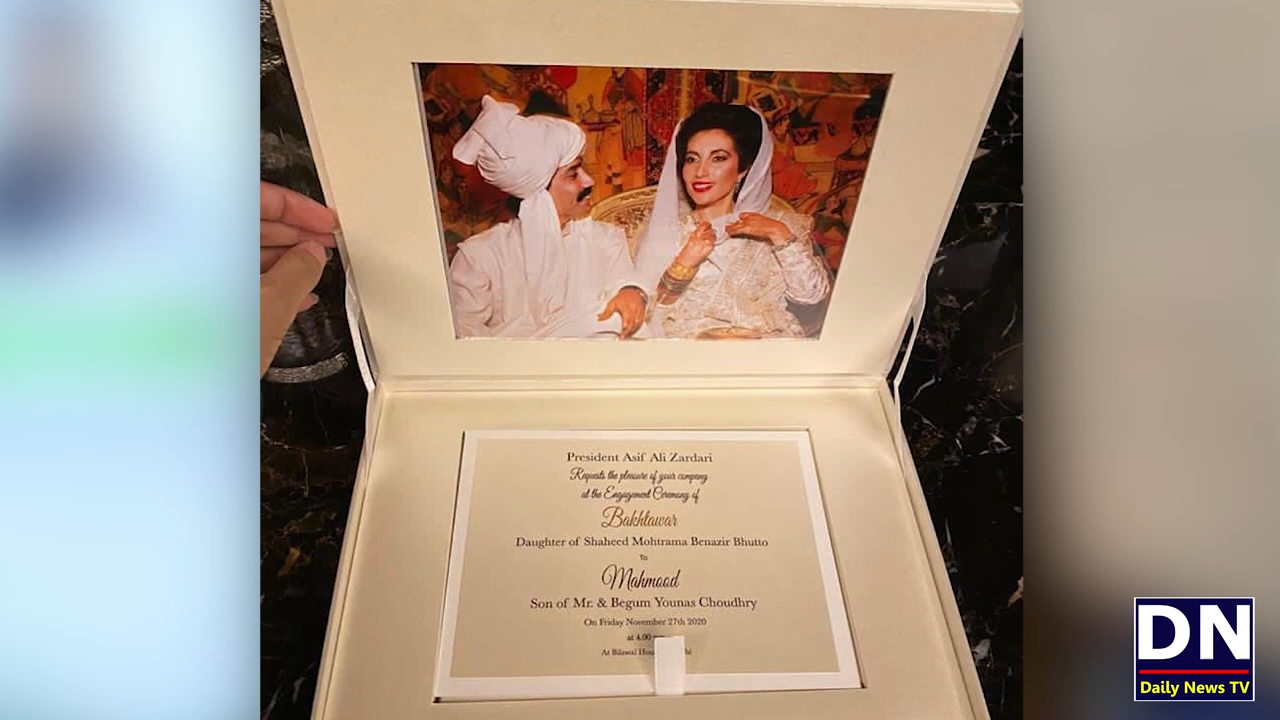 President Asif Ali Zardari
Requests the pleasure of your company
at the Engagement Ceremony of
Bakhtawar
Daughter of Shaheed Mohtrama Benazir Bhutto
To
Mahmood
Son of Mr. & Begum Younas Choudhry
On Friday November 27th 2020
at 4.00
At Bilawal
DN
Daily News TV